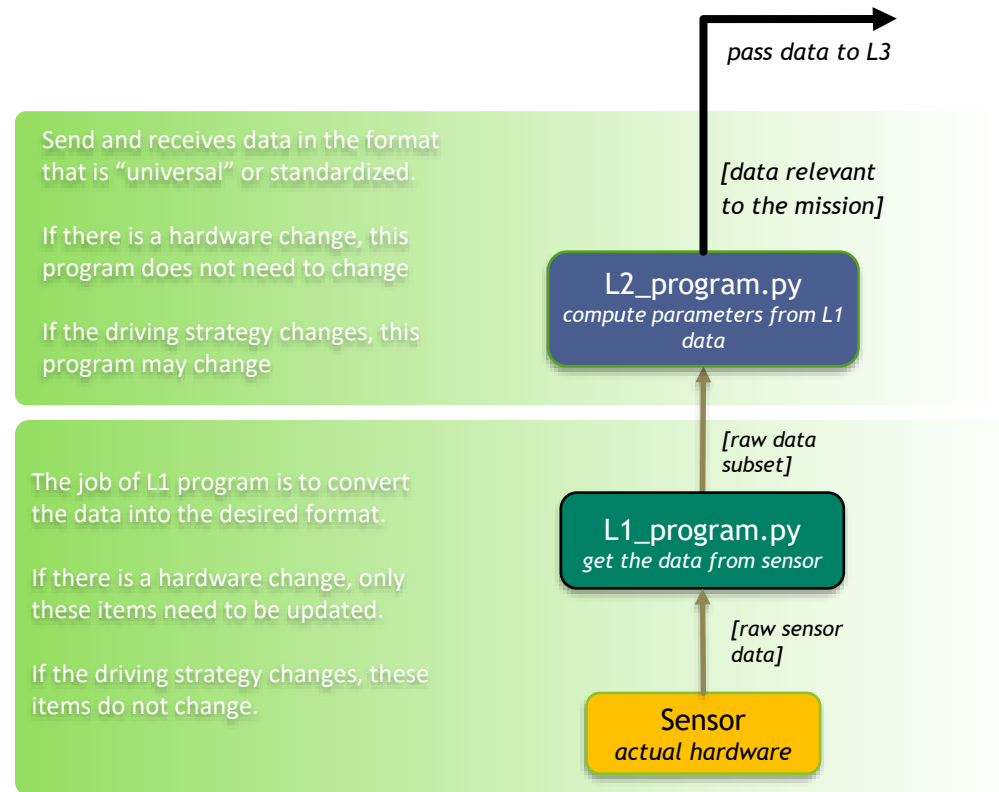 pass data to L3
Send and receives data in the format
that is “universal” or standardized.
If there is a hardware change, this
program does not need to change
If the driving strategy changes, this
program may change
[data relevant
to the mission]
L2_program.py
compute parameters from L1
data
[raw data
subset]
The job of L1 program is to convert
the data into the desired format.
If there is a hardware change, only
these items need to be updated.
If the driving strategy changes, these
items do not change.
L1_program.py
get the data from sensor
[raw sensor
data]
Sensor
actual hardware